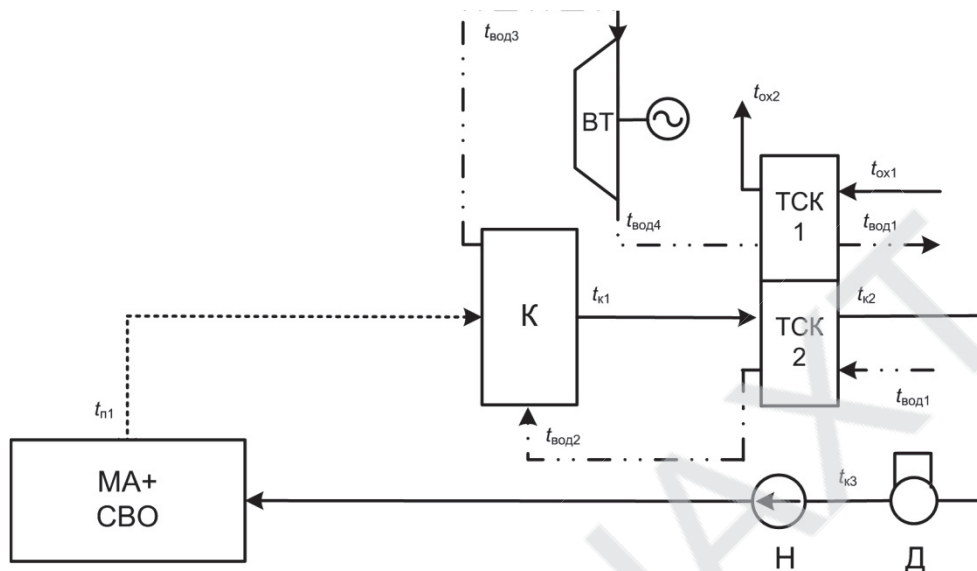 tвод3
ВТ
tох2
tох1
ТСК
1
tвод4
tвод1
К
tк1
tк2
ТСК
2
tвод1
tп1
tвод2
МА+
СВО
tк3
Н
Д